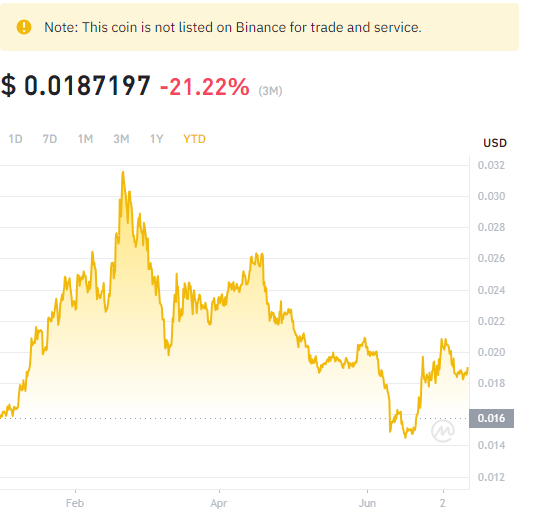 Note: This coin is not listed on Binance for trade and service.
$ 0.0187197 -21.22% (3M)
1D 7D 1M 3M 1Y YTD
USD
0.032
0.030
0.028
0.026
0.024
0.022
0.020
0.018
0.016
0.014
0.012
Feb Apr Jun 2